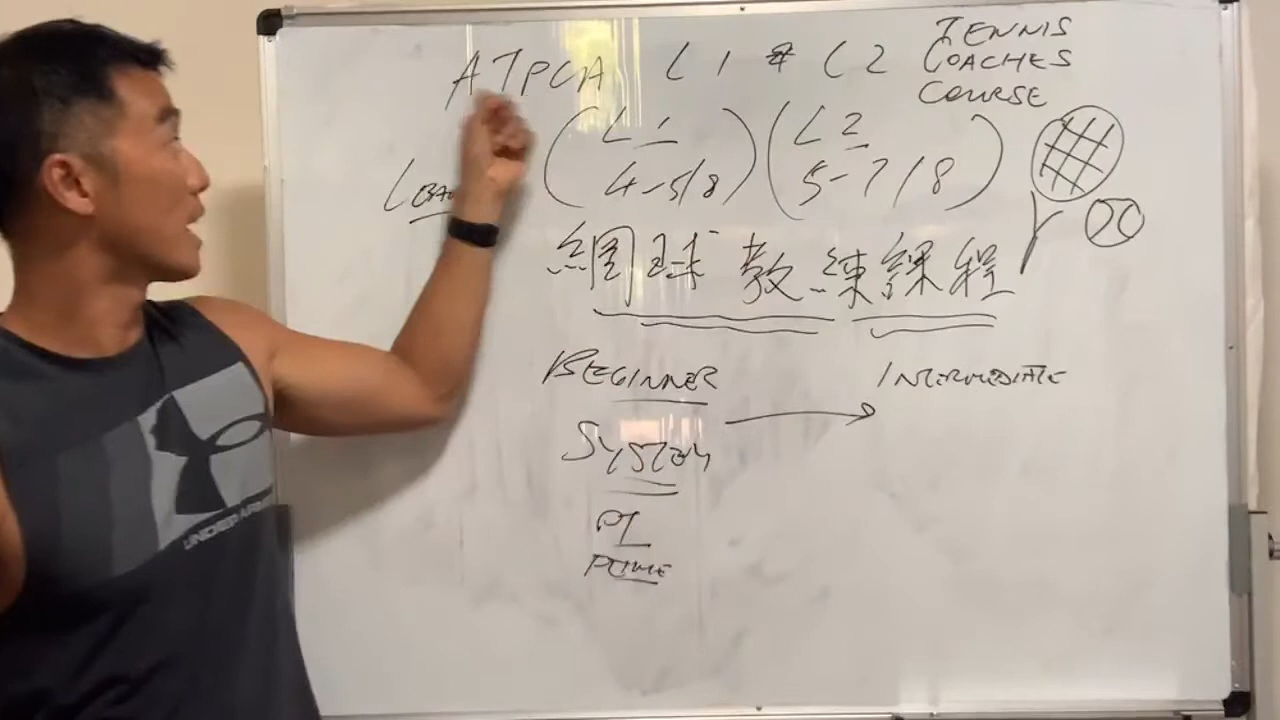 ATPCA L1 & L2 TENNIS
COACHES
COURSE
(L1 4-5/8) (L2 5-7/8)
網球教練課程
BEGINNER → INTERMEDIATE
SYSTEM
PT
UNDER ARMOUR